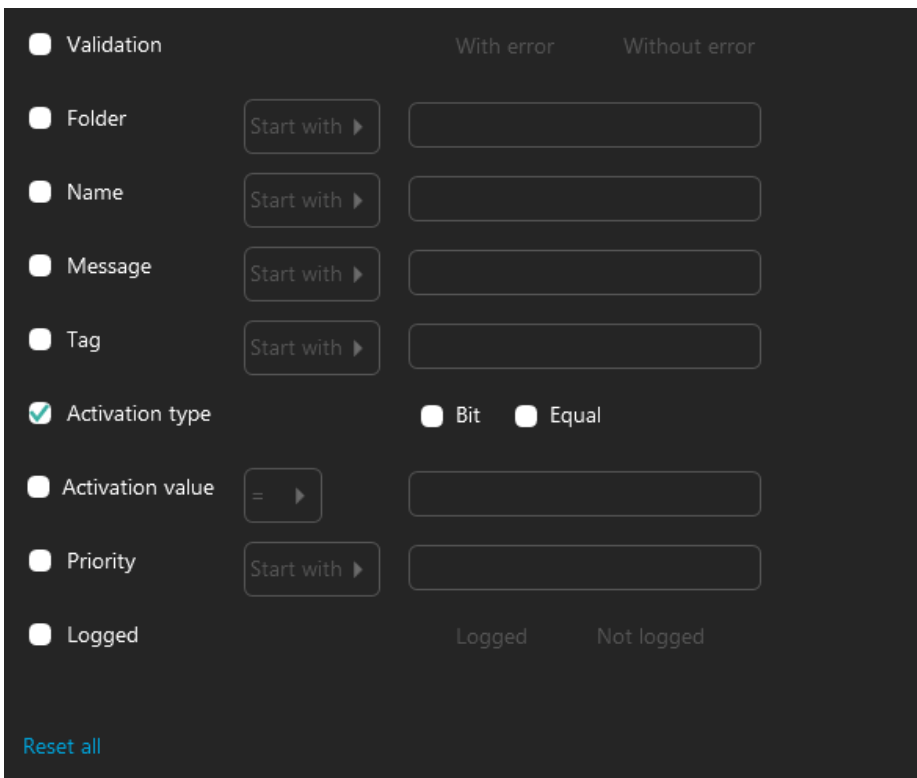 Validation With error Without error
Folder Start with
Name Start with
Message Start with
Tag Start with
Activation type Bit Equal
Activation value =
Priority Start with
Logged Logged Not logged
Reset all